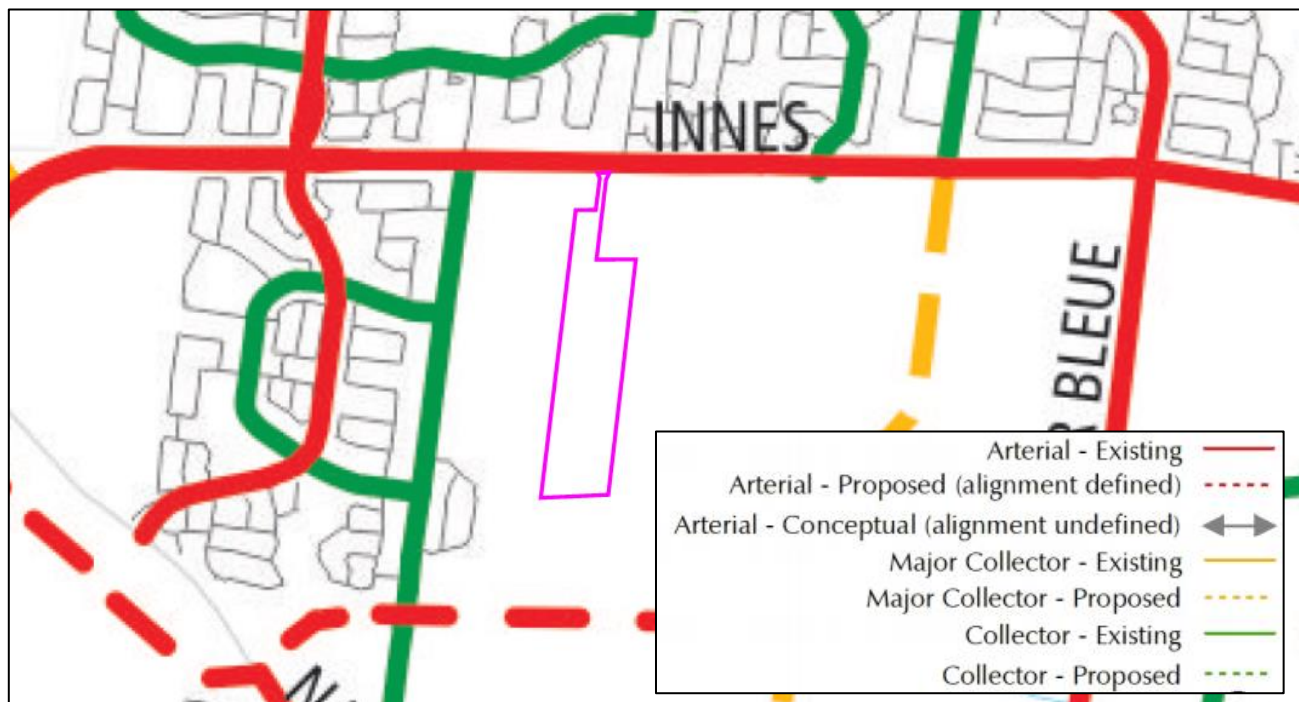 INNES
R BLEUE
Arterial - Existing
Arterial - Proposed (alignment defined)
Arterial - Conceptual (alignment undefined)
Major Collector - Existing
Major Collector - Proposed
Collector - Existing
Collector - Proposed